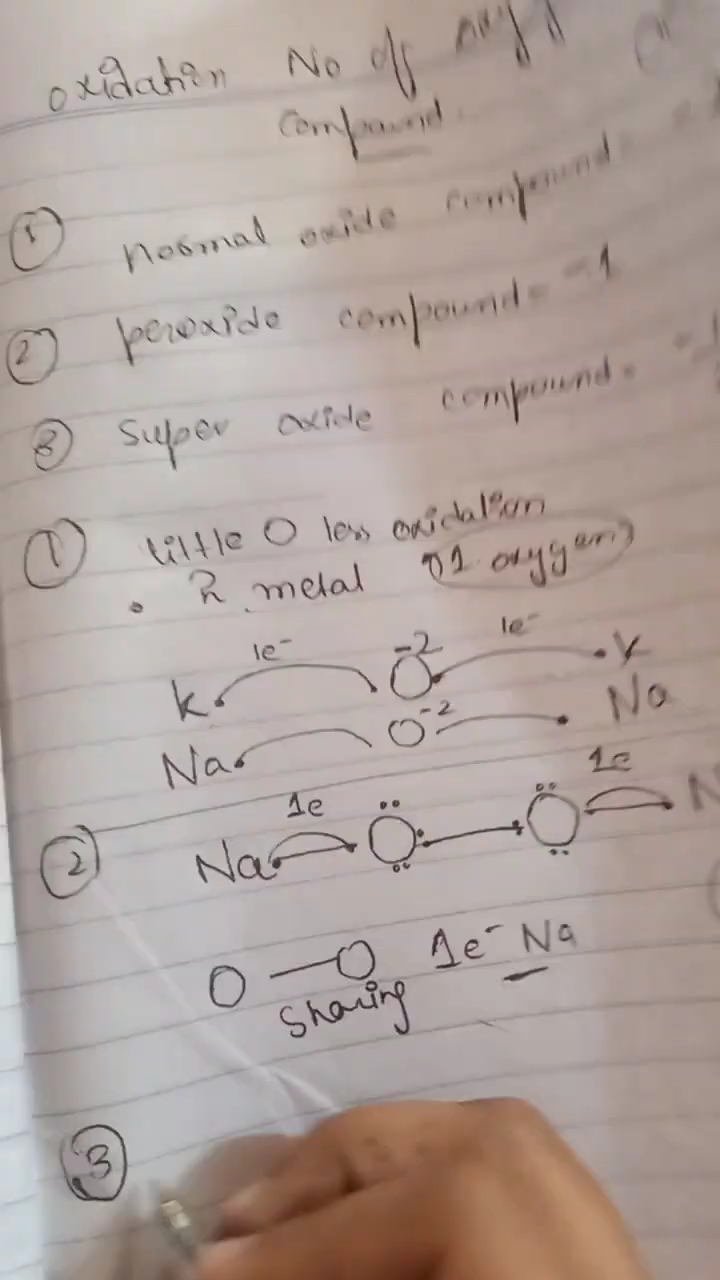 oxidation No of
compound.
① normal oxide compound =
② peroxide compound = -1
③ super oxide compound =
① little O less oxidation
• metal 1 oxygen
K 1e⁻ O⁻² 1e⁻ K
Na O⁻² Na
② Na 1e O O 1e N
O — O 1e⁻ Na
Sharing
③